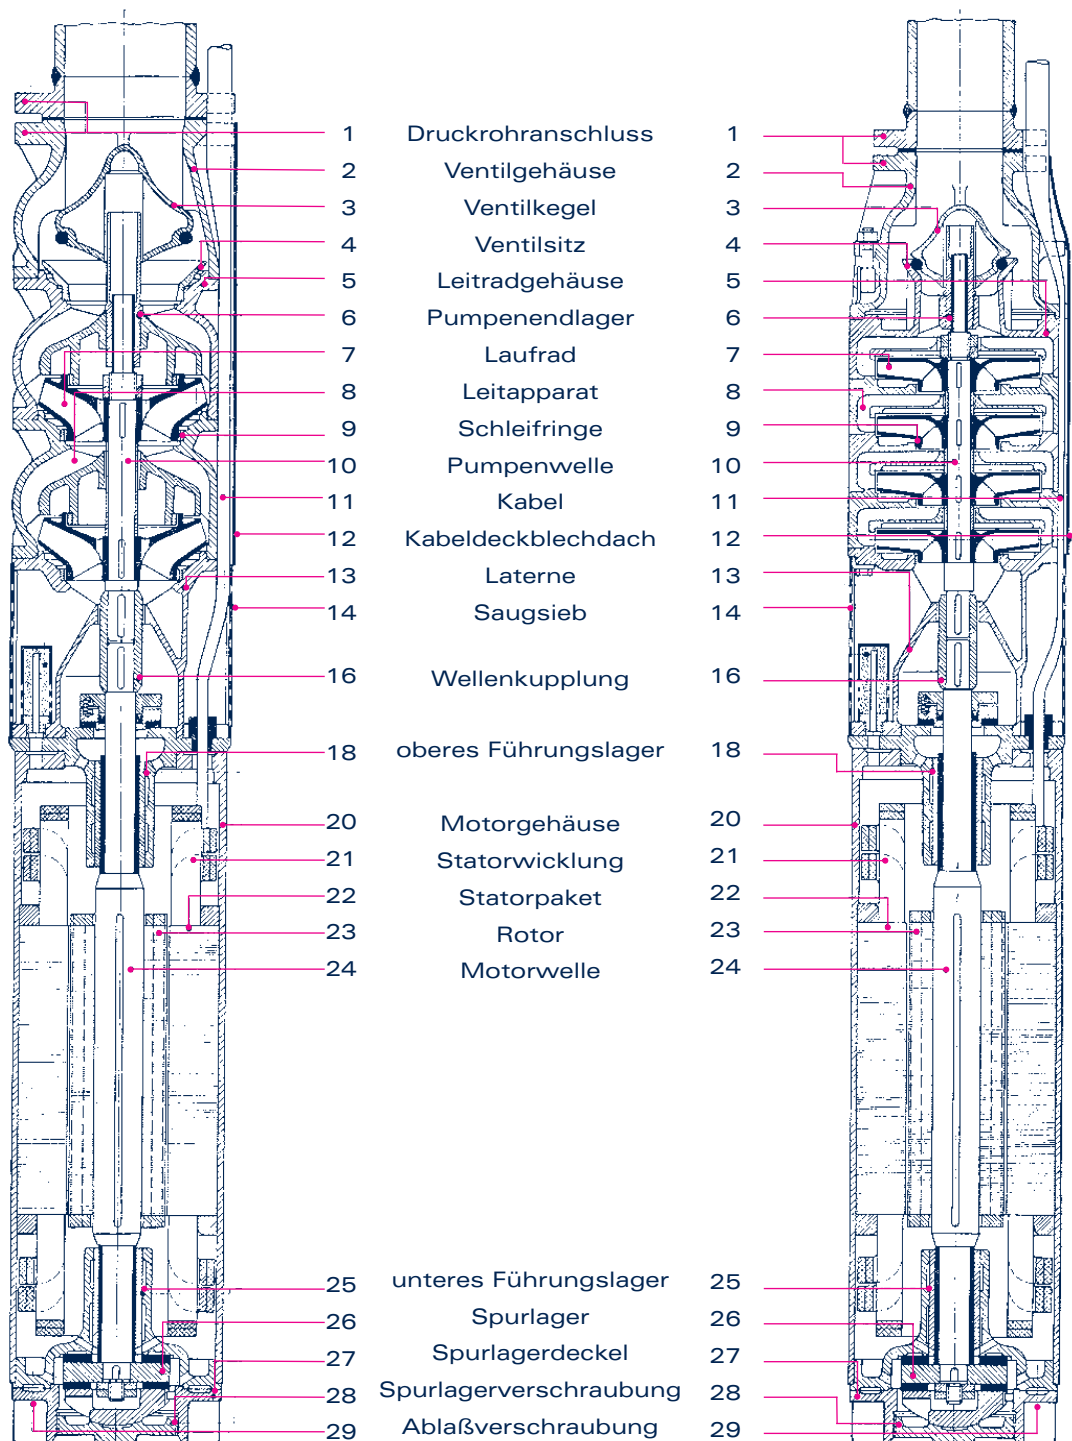 1 Druckrohranschluss 1
2 Ventilgehäuse 2
3 Ventilkegel 3
4 Ventilsitz 4
5 Leitradgehäuse 5
6 Pumpenendlager 6
7 Laufrad 7
8 Leitapparat 8
9 Schleifringe 9
10 Pumpenwelle 10
11 Kabel 11
12 Kabeldeckblechdach 12
13 Laterne 13
14 Saugsieb 14
16 Wellenkupplung 16
18 oberes Führungslager 18
20 Motorgehäuse 20
21 Statorwicklung 21
22 Statorpaket 22
23 Rotor 23
24 Motorwelle 24
25 unteres Führungslager 25
26 Spurlager 26
27 Spurlagerdeckel 27
28 Spurlagerverschraubung 28
29 Ablaßverschraubung 29